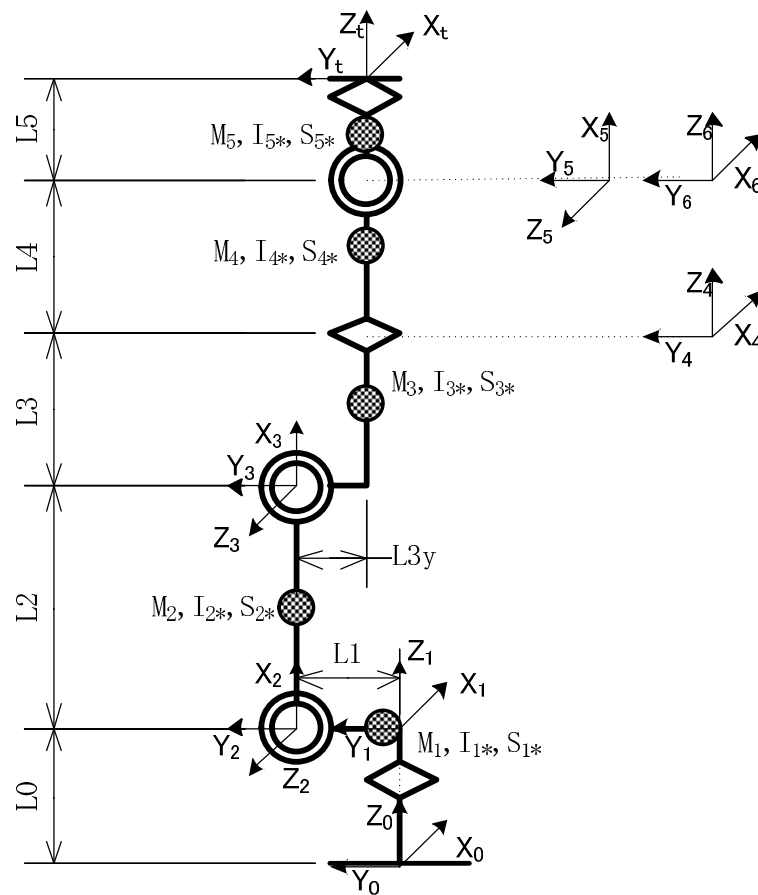 Zt
Xt
Yt
L5
M5, I5*, S5*
X5
Z6
Y5
Y6
X6
Z5
M4, I4*, S4*
L4
Z4
Y4
X4
M3, I3*, S3*
L3
X3
Y3
Z3
L3y
L2
M2, I2*, S2*
L1
Z1
X2
X1
Y2
Y1
M1, I1*, S1*
Z2
L0
Z0
X0
Y0